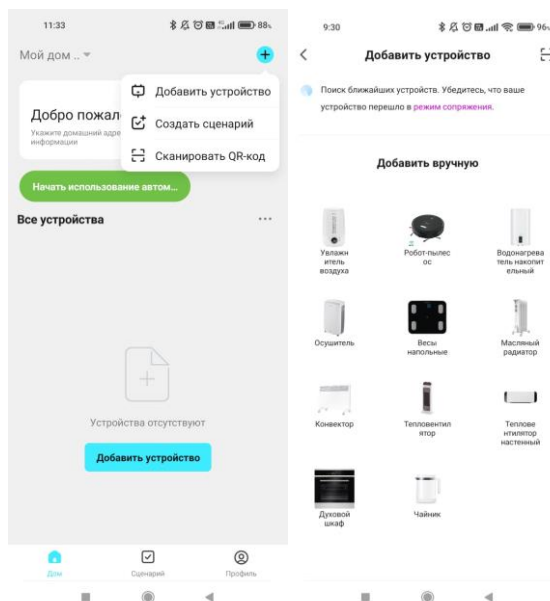 11:33
88%
Мой дом ..
Добавить устройство
Создать сценарий
Сканировать QR-код
Добро пожал
Укажите домашний адре
информации
Начать использование автом...
Все устройства
Устройства отсутствуют
Добавить устройство
Дом
Сценарий
Профиль
9:30
96
Добавить устройство
Поиск ближайших устройств. Убедитесь, что ваше
устройство перешло в режим сопряжения.
Добавить вручную
Увлажн
итель
воздуха
Робот-пылес
ос
Водонагрева
тель накопит
ельный
Осушитель
Весы
напольные
Масляный
радиатор
Конвектор
Тепловентил
ятор
Теплове
нтилятор
настенный
Духовой
шкаф
Чайник